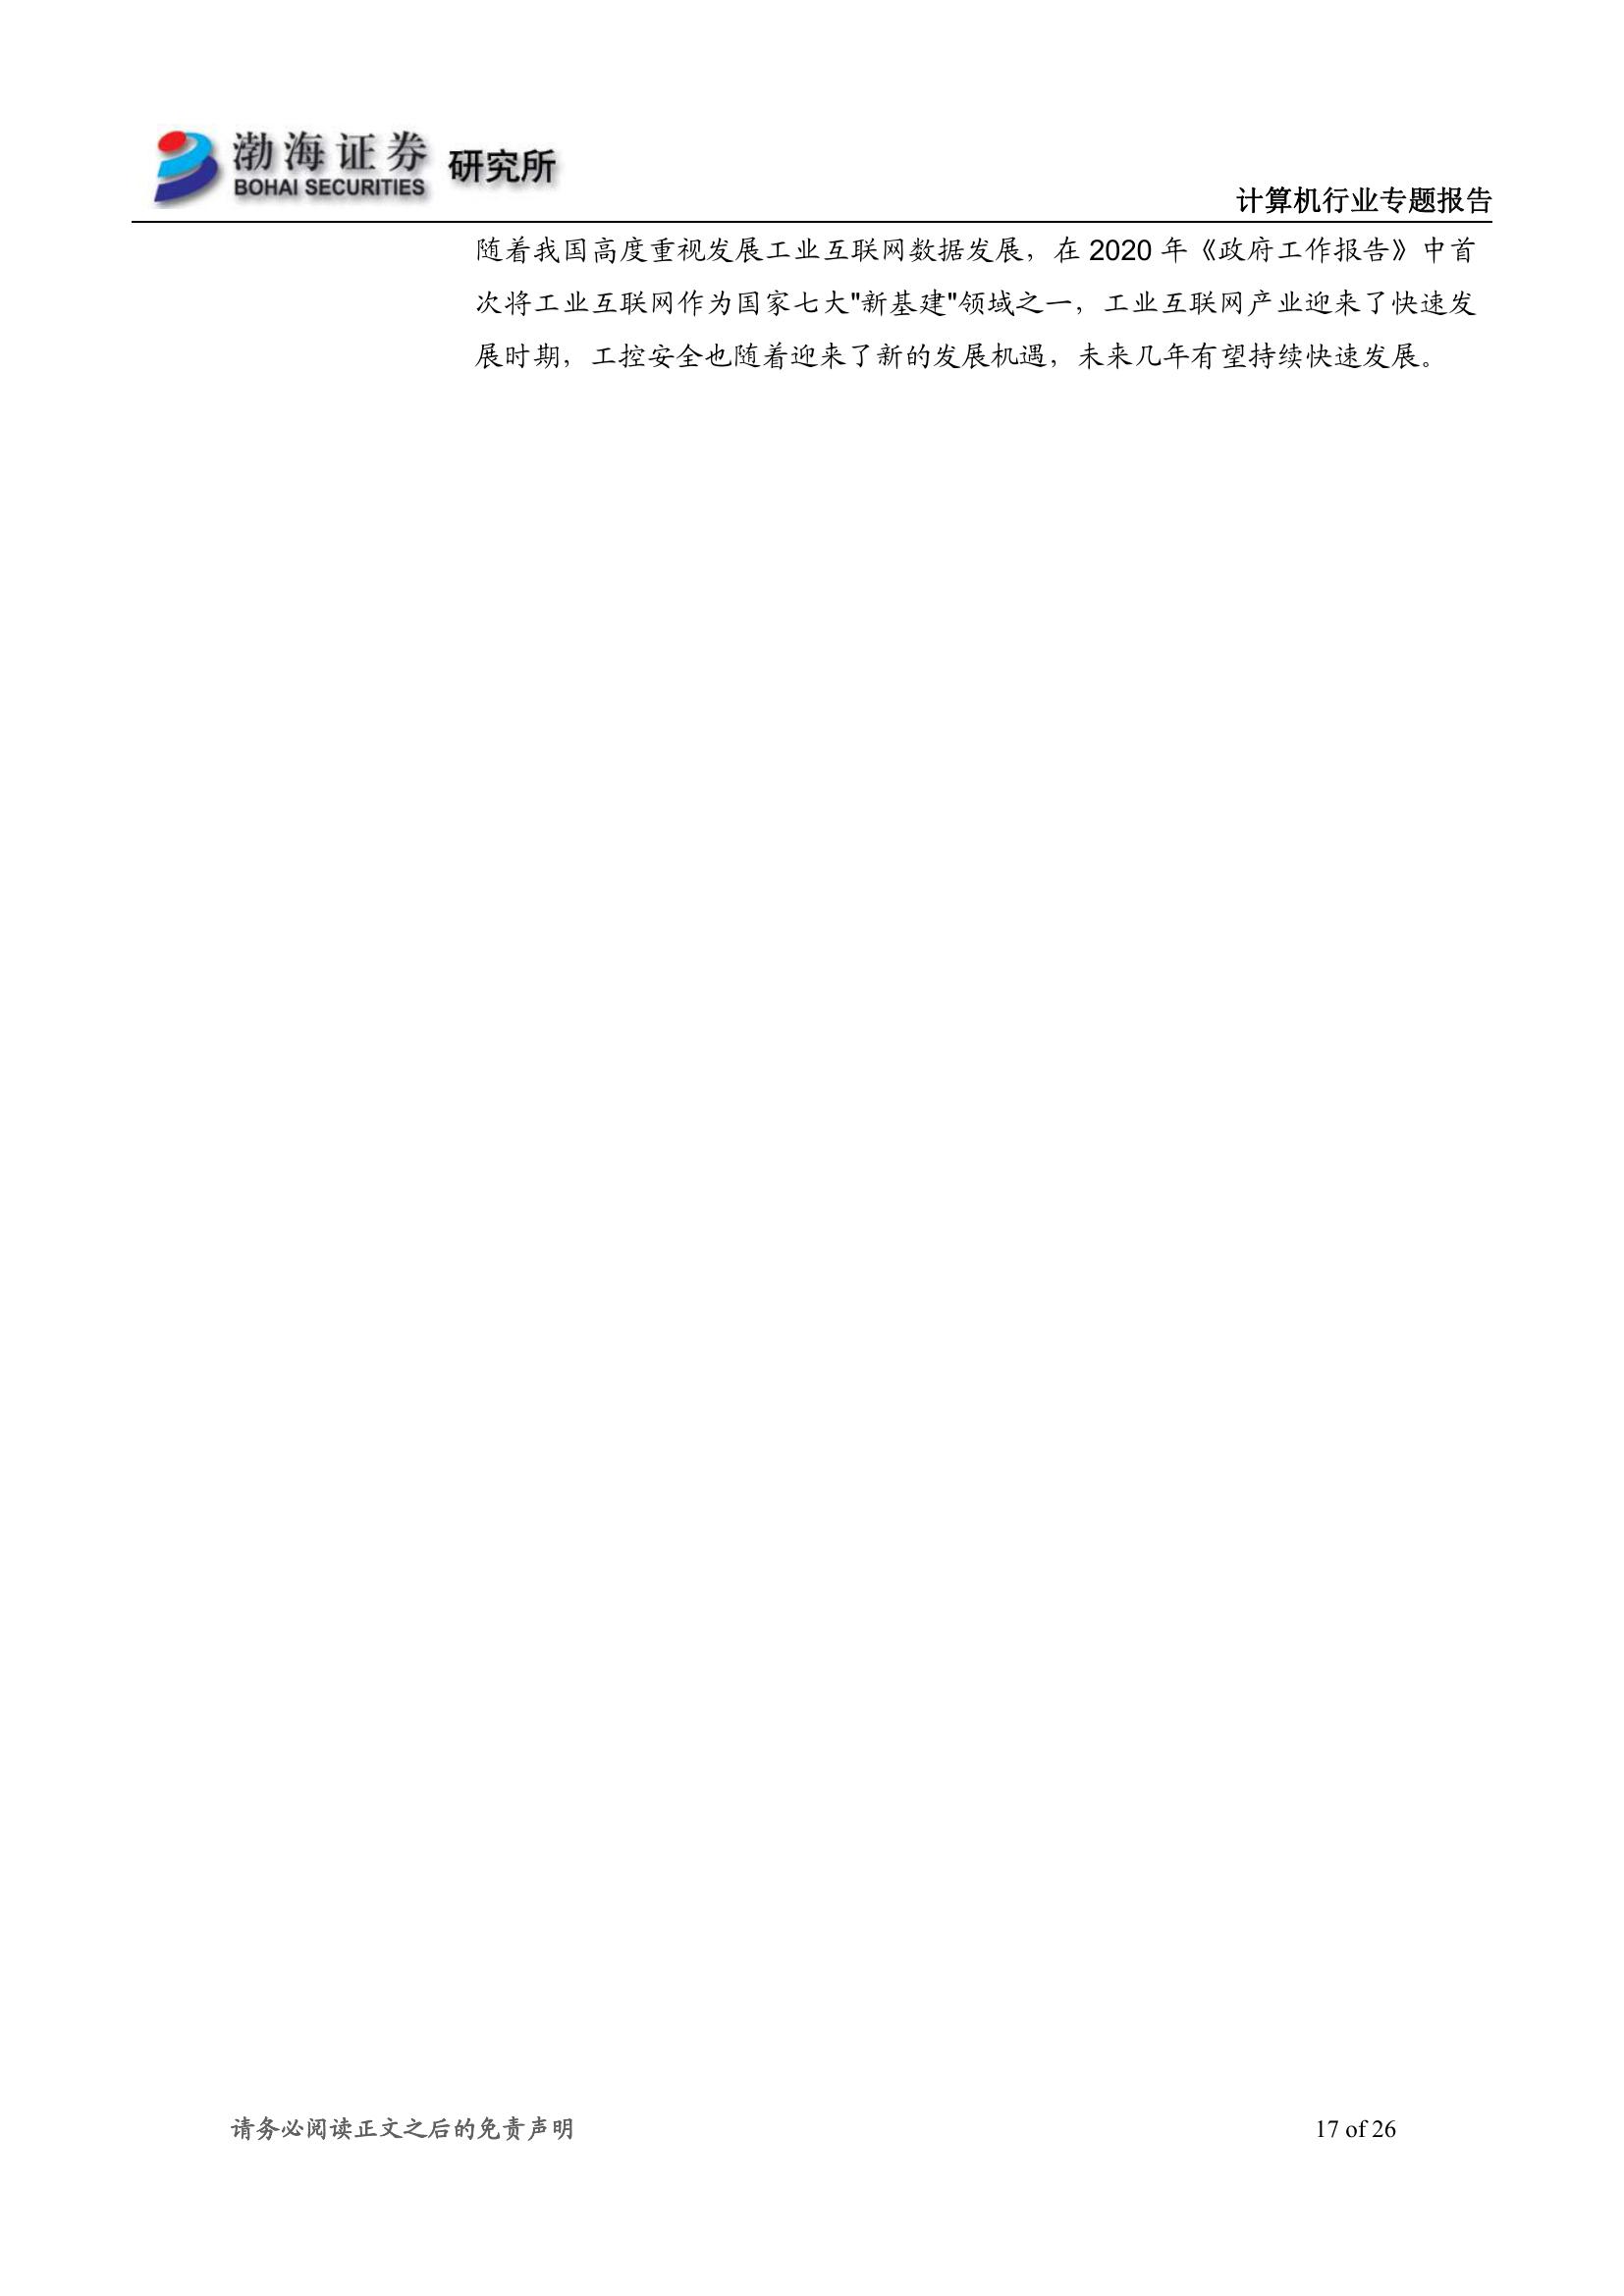 渤海证券 研究所
BOHAI SECURITIES
计算机行业专题报告
随着我国高度重视发展工业互联网数据发展，在 2020 年《政府工作报告》中首
次将工业互联网作为国家七大"新基建"领域之一，工业互联网产业迎来了快速发
展时期，工控安全也随着迎来了新的发展机遇，未来几年有望持续快速发展。
请务必阅读正文之后的免责声明 17 of 26